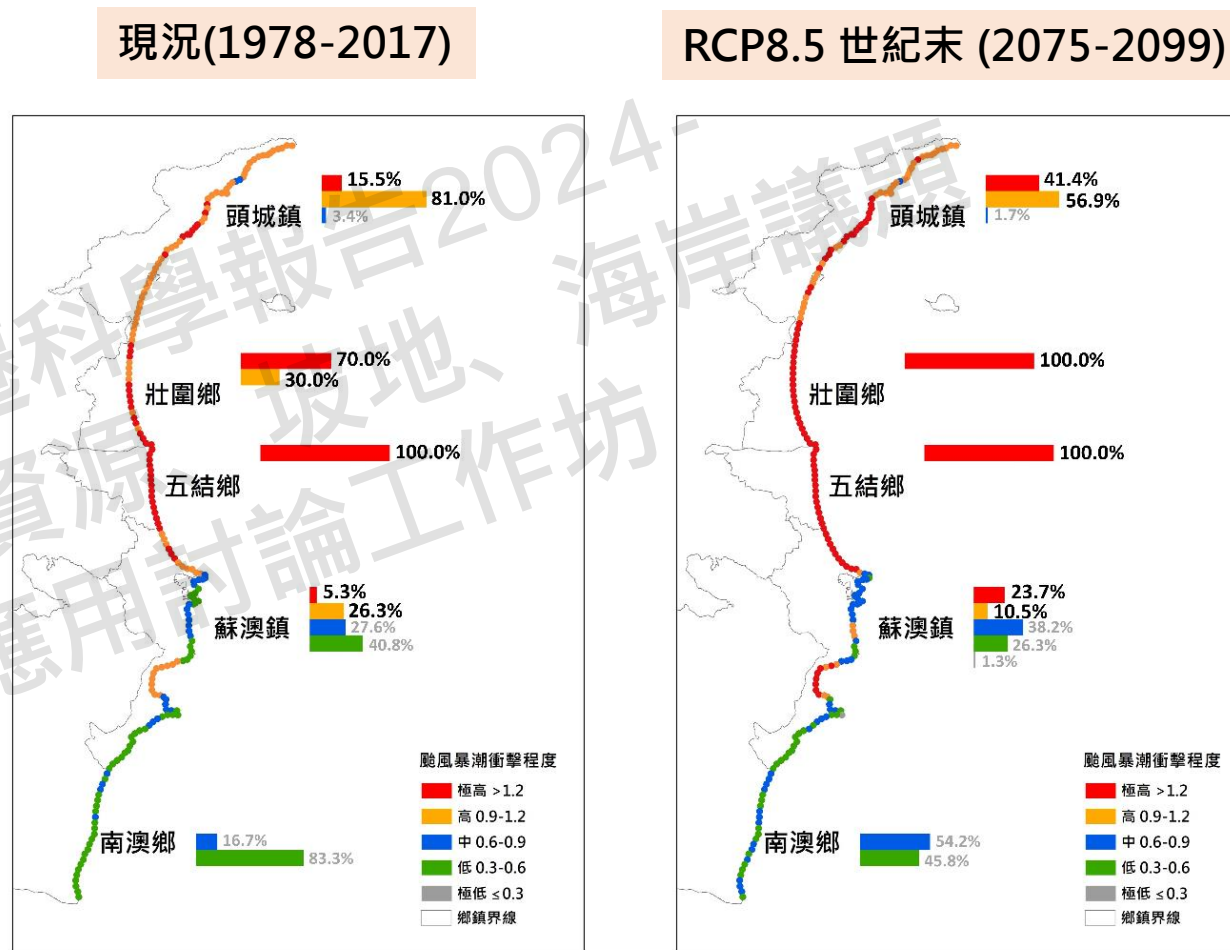 現況(1978-2017)
RCP8.5 世紀末 (2075-2099)
頭城鎮
15.5%
81.0%
3.4%
壯圍鄉
70.0%
30.0%
五結鄉
100.0%
蘇澳鎮
5.3%
26.3%
27.6%
40.8%
南澳鄉
16.7%
83.3%
颱風暴潮衝擊程度
極高 >1.2
高 0.9-1.2
中 0.6-0.9
低 0.3-0.6
極低 ≤0.3
鄉鎮界線
頭城鎮
41.4%
56.9%
1.7%
壯圍鄉
100.0%
五結鄉
100.0%
蘇澳鎮
23.7%
10.5%
38.2%
26.3%
1.3%
南澳鄉
54.2%
45.8%
颱風暴潮衝擊程度
極高 >1.2
高 0.9-1.2
中 0.6-0.9
低 0.3-0.6
極低 ≤0.3
鄉鎮界線
科學報告2024-
資源、坡地、海岸議題
應用討論工作坊